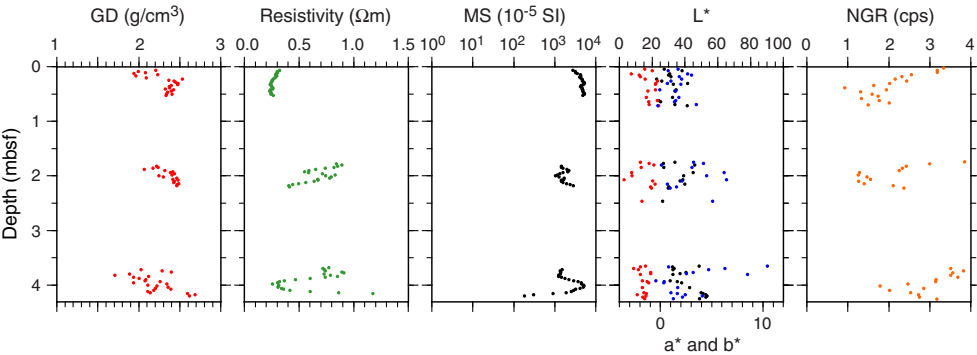 GD (g/cm³) Resistivity (Ωm) MS (10⁻⁵ SI) L* NGR (cps)
1 2 3 0.0 0.5 1.0 1.5 10⁰ 10² 10³ 10⁴ 0 20 40 60 80 100 0 1 2 3 4
0
1
2
3
4
Depth (mbsf)
0 10
a* and b*